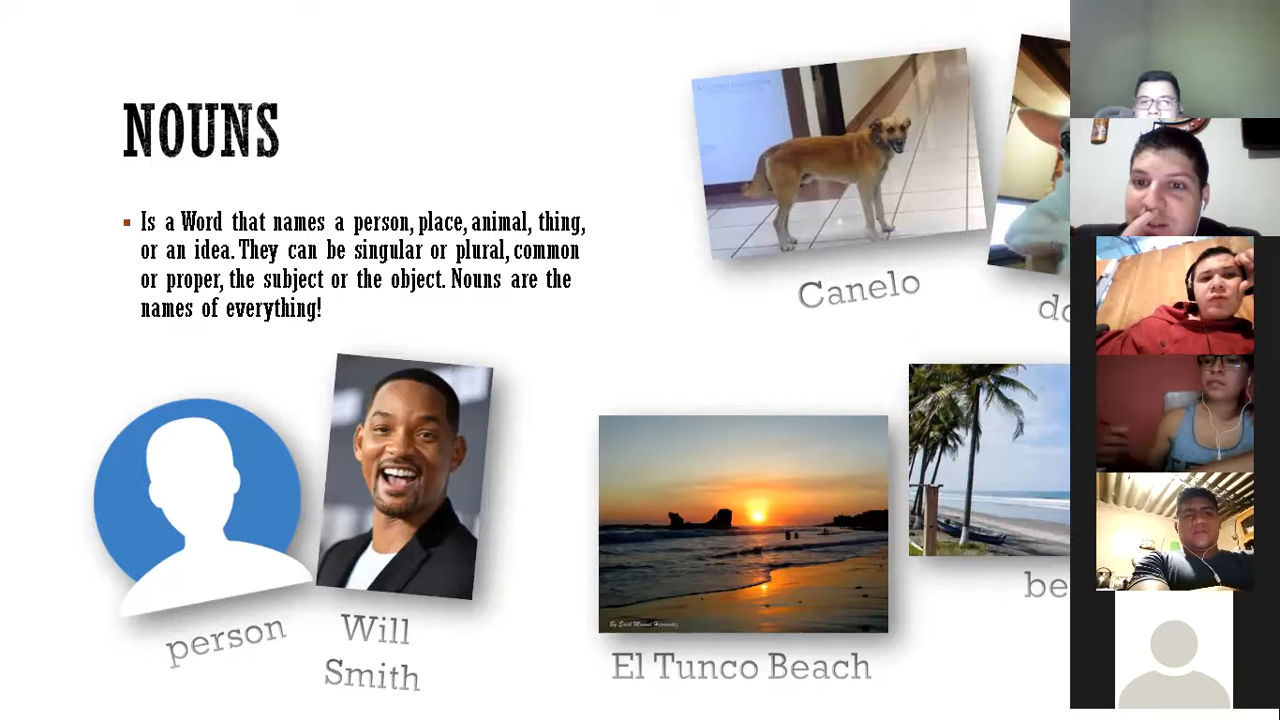 NOUNS
Is a Word that names a person, place, animal, thing,
or an idea. They can be singular or plural, common
or proper, the subject or the object. Nouns are the
names of everything!
Canelo
person
Will
Smith
El Tunco Beach